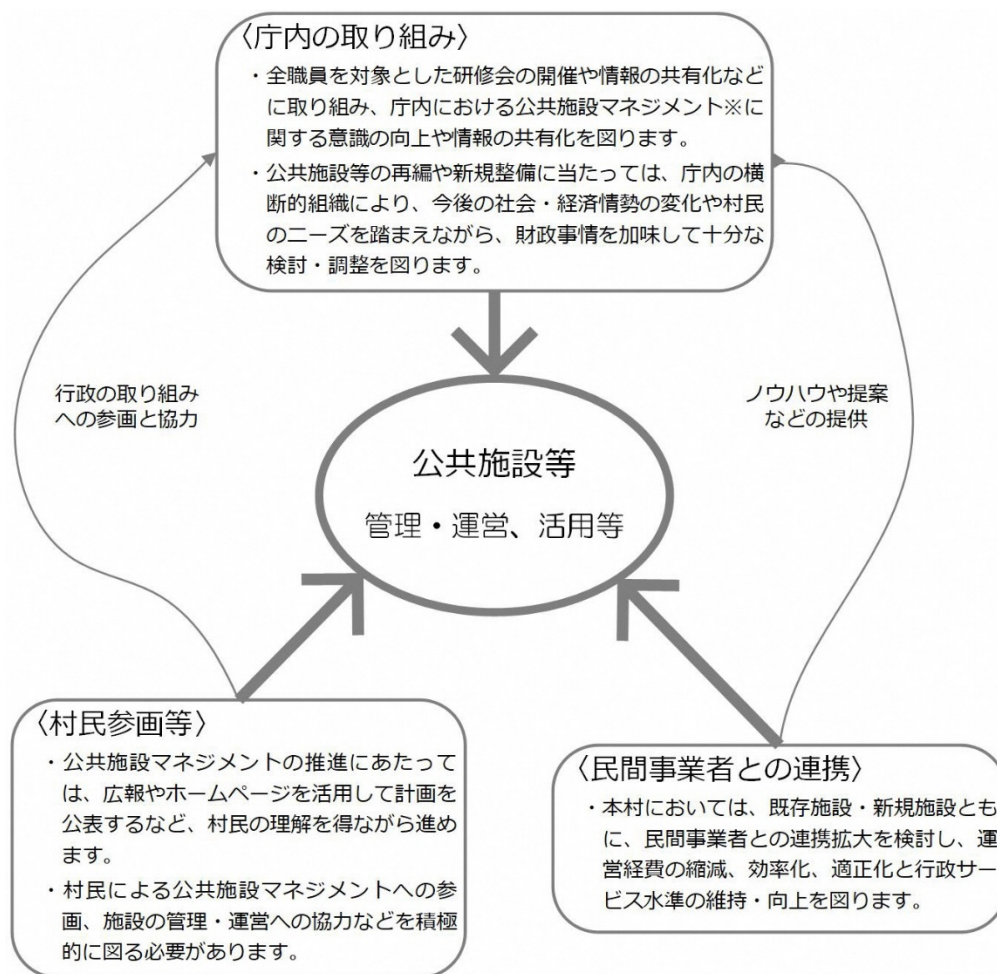 〈庁内の取り組み〉
・全職員を対象とした研修会の開催や情報の共有化など
に取り組み、庁内における公共施設マネジメント※に
関する意識の向上や情報の共有化を図ります。
・公共施設等の再編や新規整備に当たっては、庁内の横
断的組織により、今後の社会・経済情勢の変化や村民
のニーズを踏まえながら、財政事情を加味して十分な
検討・調整を図ります。
行政の取り組み
への参画と協力
ノウハウや提案
などの提供
公共施設等
管理・運営、活用等
〈村民参画等〉
・公共施設マネジメントの推進にあたって
は、広報やホームページを活用して計画を
公表するなど、村民の理解を得ながら進め
ます。
・村民による公共施設マネジメントへの参
画、施設の管理・運営への協力などを積極
的に図る必要があります。
〈民間事業者との連携〉
・本村においては、既存施設・新規施設とも
に、民間事業者との連携拡大を検討し、運
営経費の縮減、効率化、適正化と行政サー
ビス水準の維持・向上を図ります。